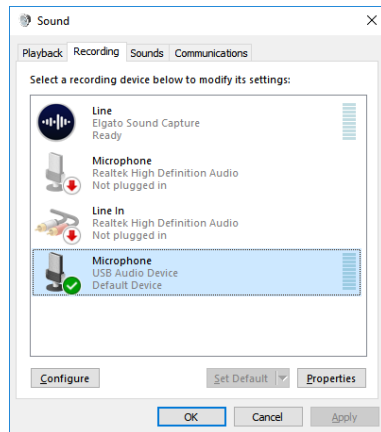 Sound
Playback Recording Sounds Communications
Select a recording device below to modify its settings:
Line
Elgato Sound Capture
Ready
Microphone
Realtek High Definition Audio
Not plugged in
Line In
Realtek High Definition Audio
Not plugged in
Microphone
USB Audio Device
Default Device
Configure Set Default Properties
OK Cancel Apply